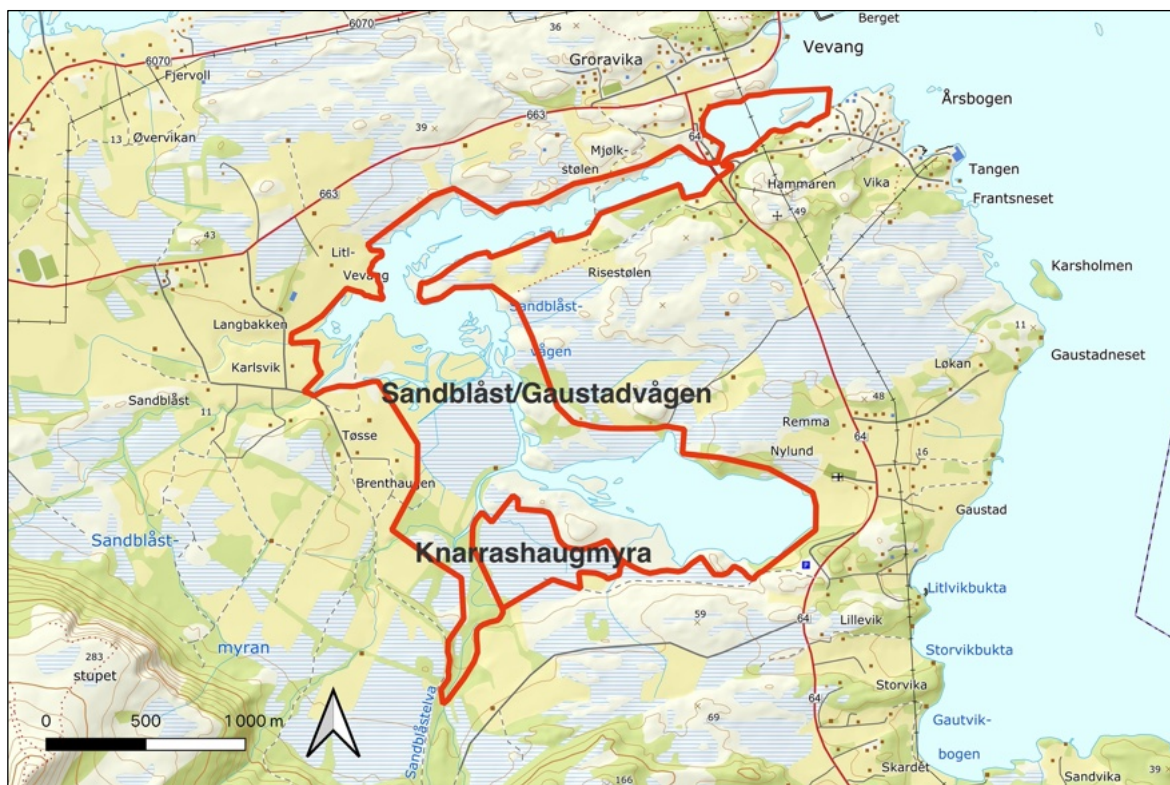 Berget
36
6070
Vevang
Groravika
6070
Fjervoll
Årsbogen
663
13
Øvervikan
39
Mjølk-
stølen
64
Tangen
663
Hammaren
Vika
Frantsneset
49
43
Litl-
Vevang
Risestølen
Karsholmen
Sandblåst-
vågen
Langbakken
11
Gaustadneset
Karlsvik
Løkan
Sandblåst
11
Sandblåst/Gaustadvågen
48
Remma
Tøsse
64
Nylund
16
Brenthaugen
Gaustad
Sandblåst-
Knarrashaugmyra
P
Litlvikbukta
59
64
Lillevik
myran
283
stupet
Storvikbukta
0 500 1 000 m
Sandblåstelva
64
Storvika
69
Gautvik-
bogen
Skardet
166
Sandvika
39